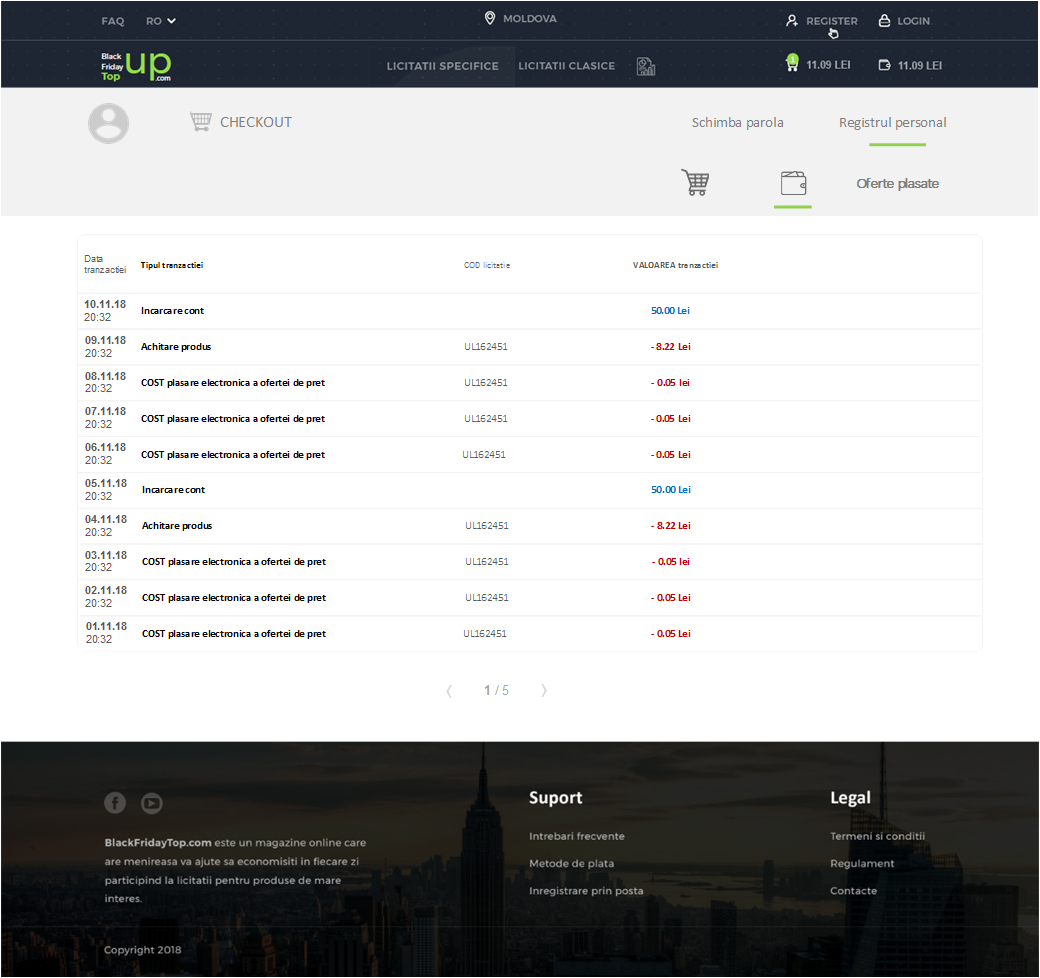 FAQ RO MOLDOVA REGISTER LOGIN
Black
Friday
Top up .com
LICITATII SPECIFICE LICITATII CLASICE 1 11.09 LEI 11.09 LEI
CHECKOUT Schimba parola Registrul personal
Oferte plasate
Data
tranzactiei Tipul tranzactiei COD licitatie VALOAREA tranzactiei
10.11.18
20:32 Incarcare cont 50.00 Lei
09.11.18
20:32 Achitare produs UL162451 - 8.22 Lei
08.11.18
20:32 COST plasare electronica a ofertei de pret UL162451 - 0.05 lei
07.11.18
20:32 COST plasare electronica a ofertei de pret UL162451 - 0.05 Lei
06.11.18
20:32 COST plasare electronica a ofertei de pret UL162451 - 0.05 Lei
05.11.18
20:32 Incarcare cont 50.00 Lei
04.11.18
20:32 Achitare produs UL162451 - 8.22 Lei
03.11.18
20:32 COST plasare electronica a ofertei de pret UL162451 - 0.05 lei
02.11.18
20:32 COST plasare electronica a ofertei de pret UL162451 - 0.05 Lei
01.11.18
20:32 COST plasare electronica a ofertei de pret UL162451 - 0.05 Lei
1 / 5
BlackFridayTop.com este un magazine online care
are menireasa va ajute sa economisiti in fiecare zi
participind la licitatii pentru produse de mare
interes.
Copyright 2018
Suport
Intrebari frecvente
Metode de plata
Inregistrare prin posta
Legal
Termeni si conditii
Regulament
Contacte